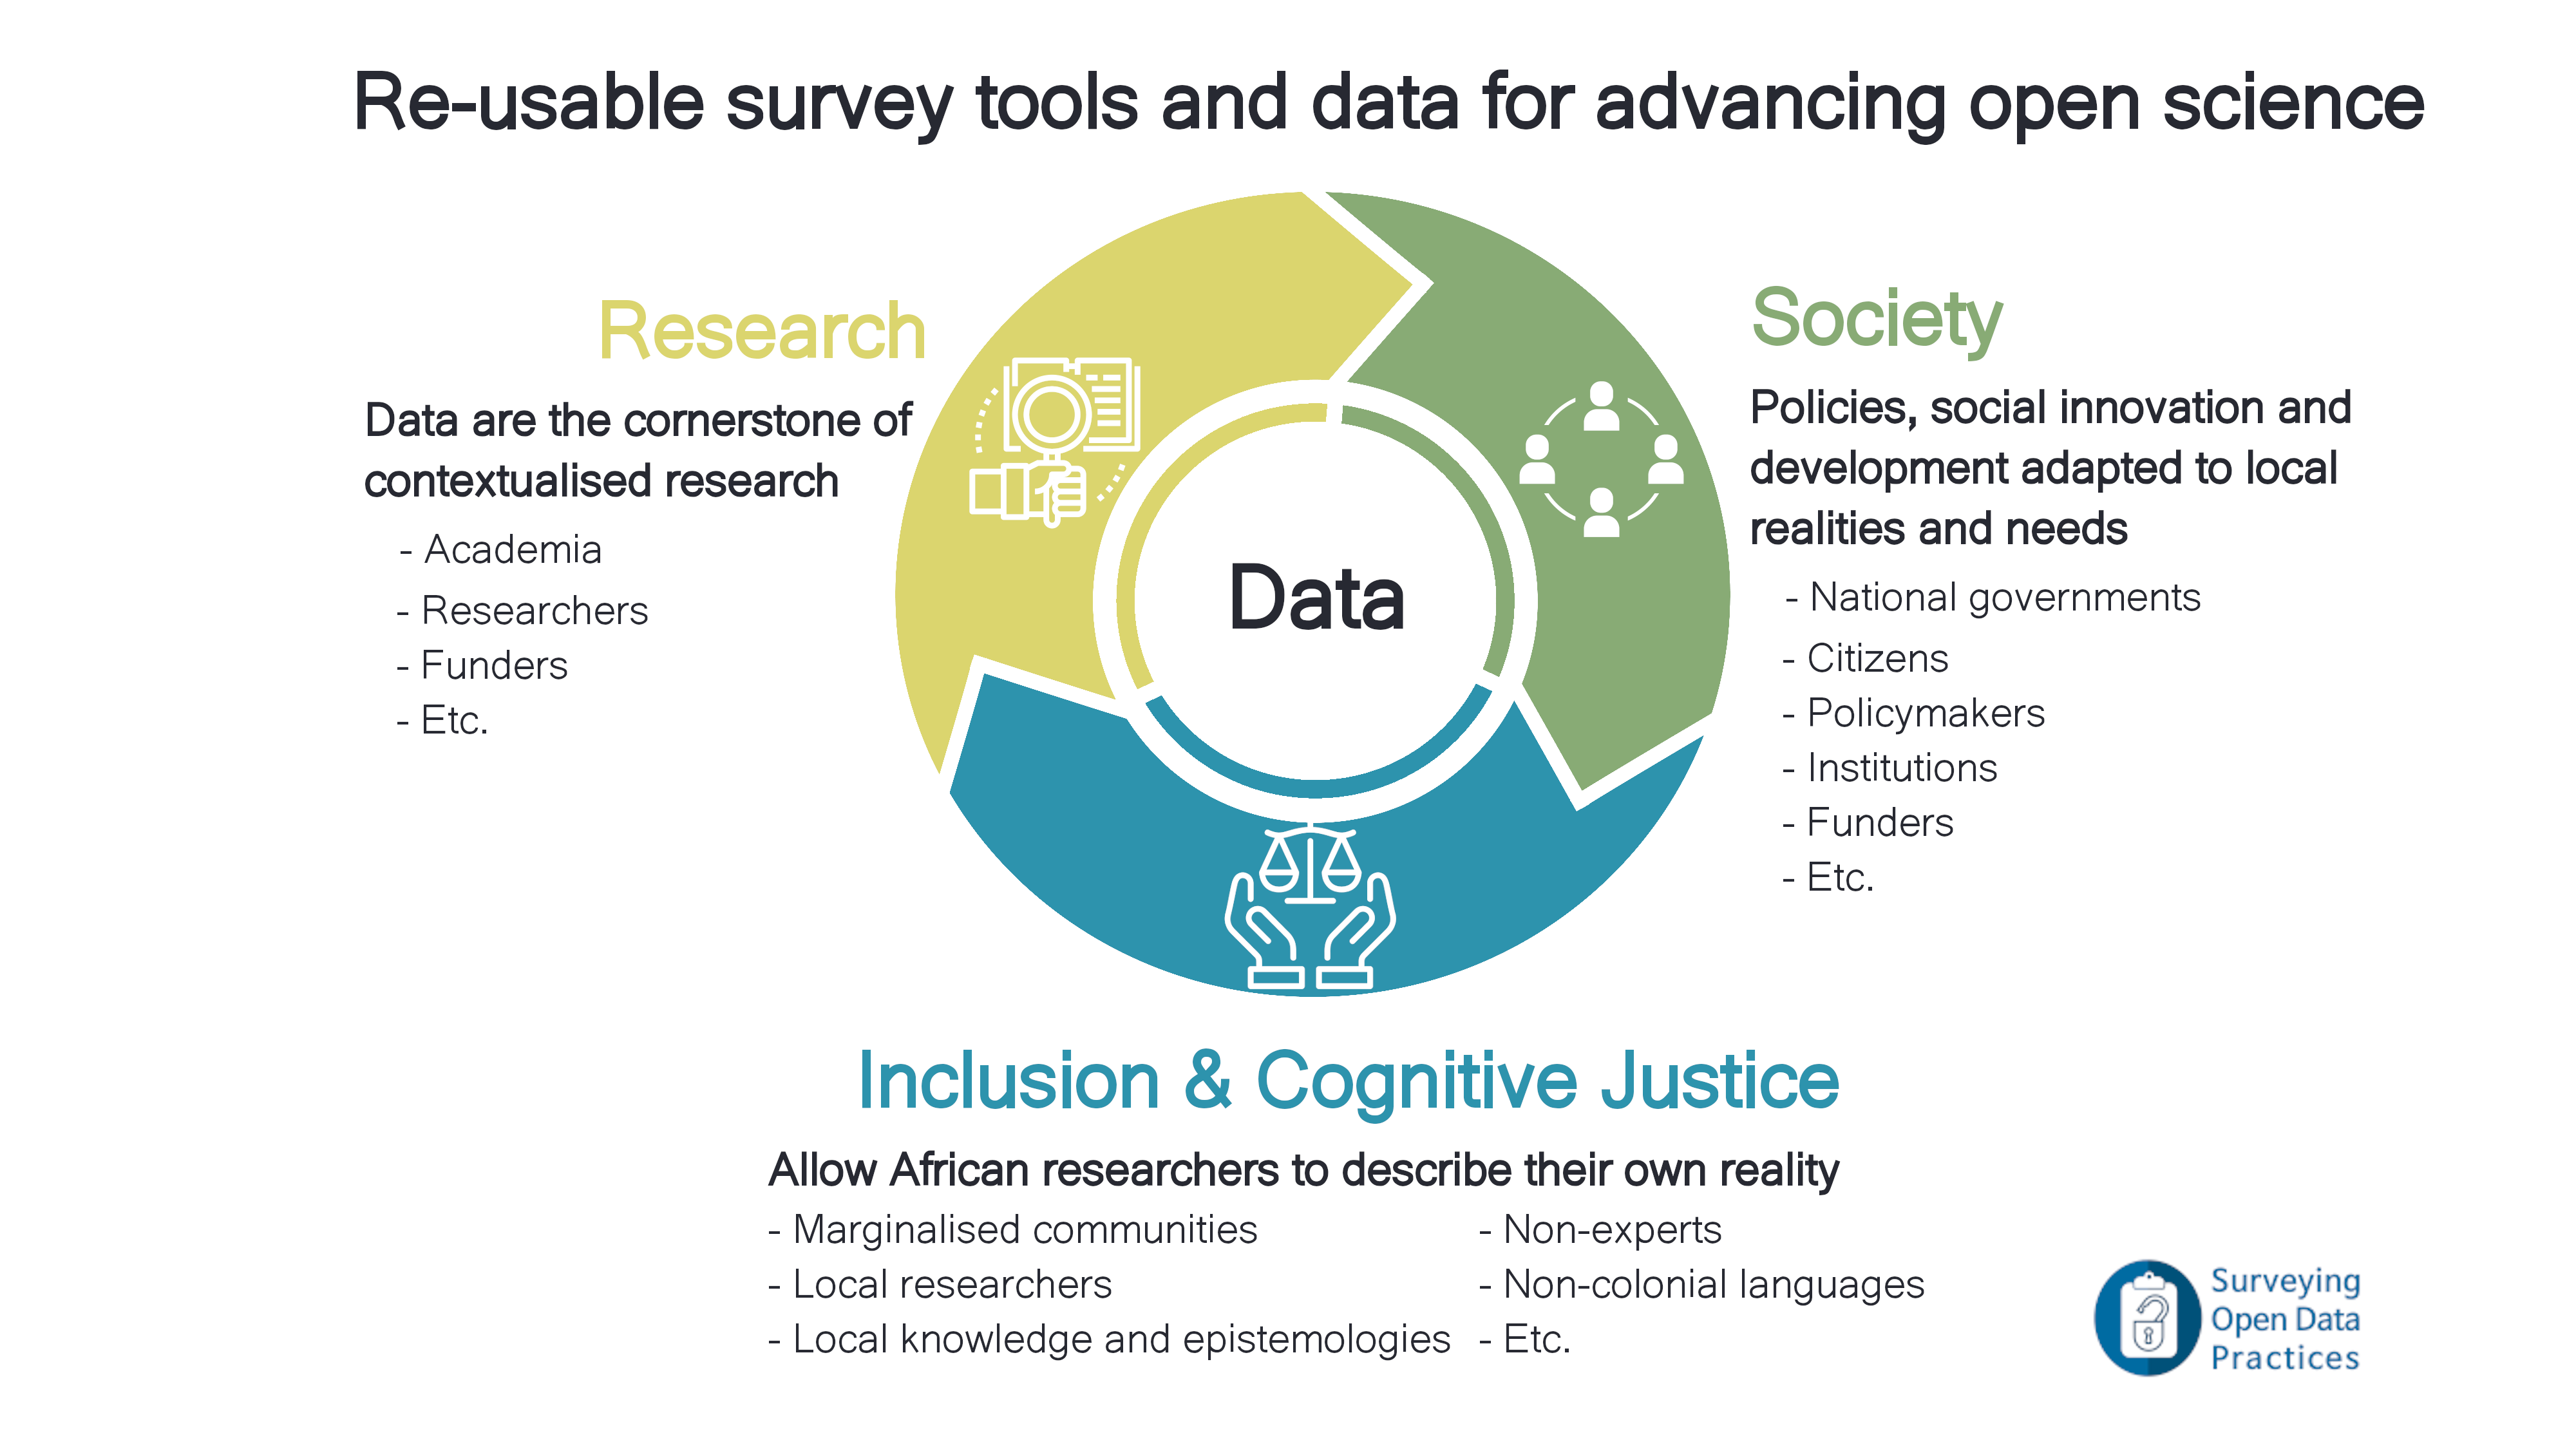 Re-usable survey tools and data for advancing open science
Research
Data are the cornerstone of
contextualised research
- Academia
- Researchers
- Funders
- Etc.
Data
Society
Policies, social innovation and
development adapted to local
realities and needs
- National governments
- Citizens
- Policymakers
- Institutions
- Funders
- Etc.
Inclusion & Cognitive Justice
Allow African researchers to describe their own reality
- Marginalised communities
- Local researchers
- Local knowledge and epistemologies
- Non-experts
- Non-colonial languages
- Etc.
Surveying
Open Data
Practices